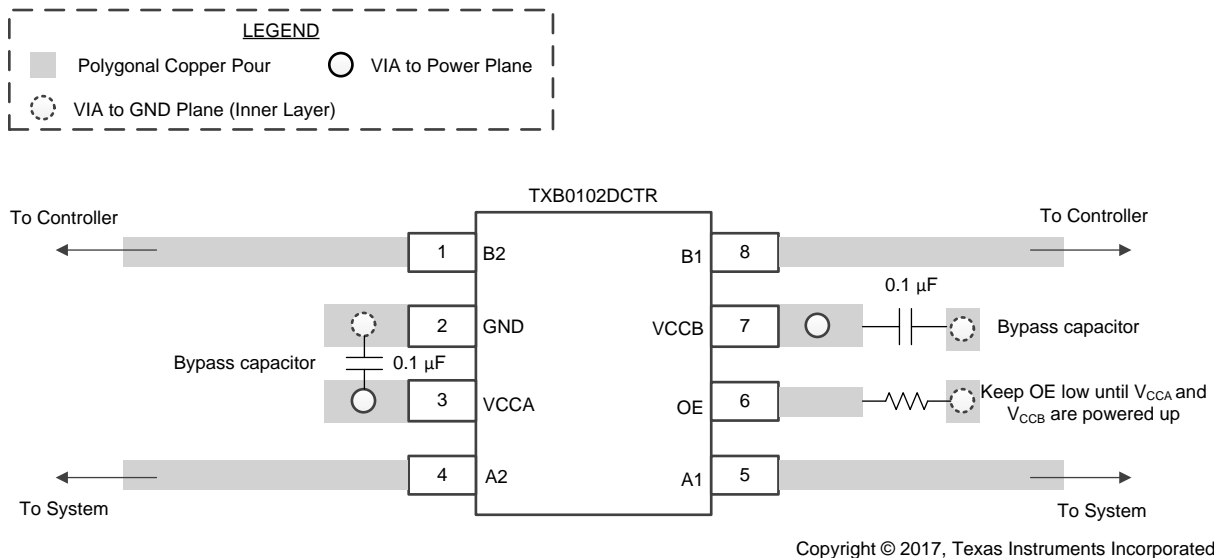 LEGEND
Polygonal Copper Pour
VIA to Power Plane
VIA to GND Plane (Inner Layer)
TXB0102DCTR
To Controller
To Controller
1
B2
B1
8
0.1 µF
2
GND
VCCB
7
Bypass capacitor
Bypass capacitor
0.1 µF
3
VCCA
OE
6
Keep OE low until VCCA and
VCCB are powered up
4
A2
A1
5
To System
To System
Copyright © 2017, Texas Instruments Incorporated